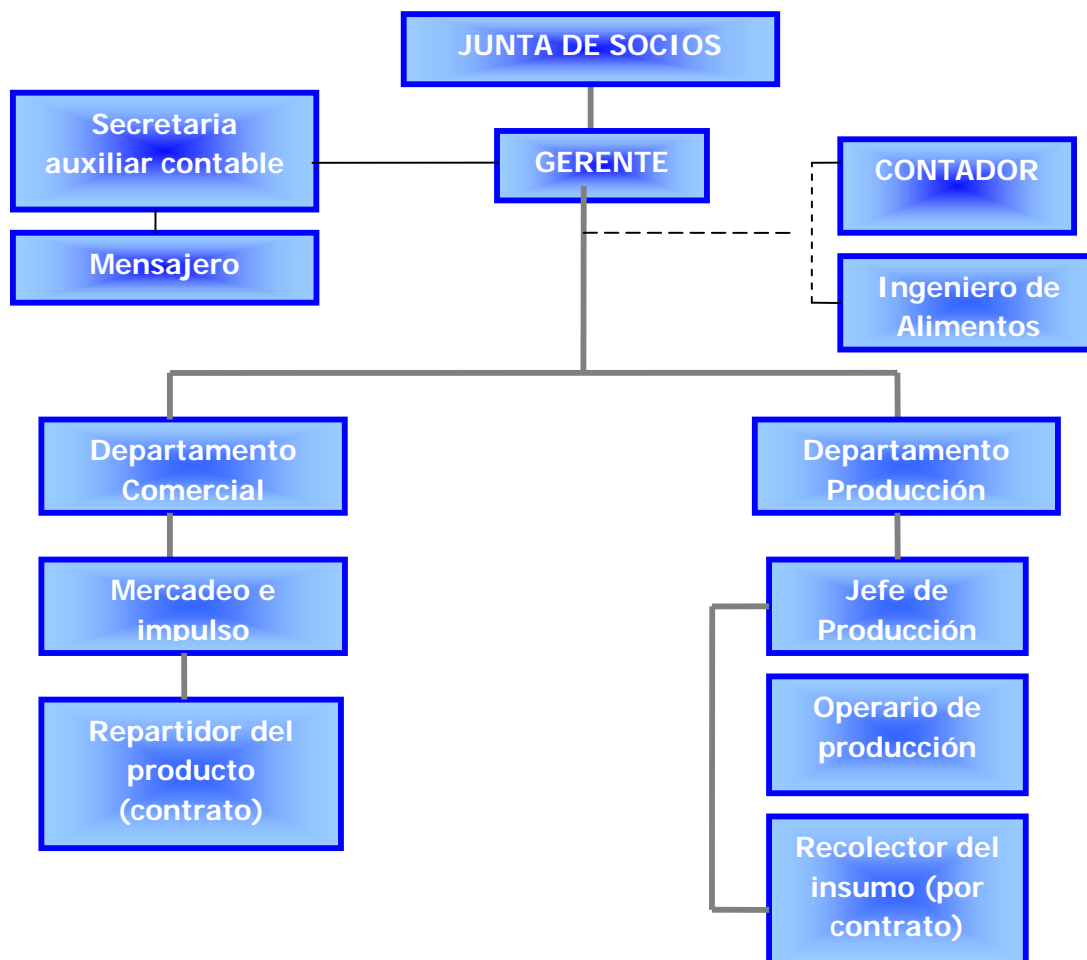 JUNTA DE SOCIOS
Secretaria
auxiliar contable
GERENTE
CONTADOR
Mensajero
Ingeniero de
Alimentos
Departamento
Comercial
Departamento
Producción
Mercadeo e
impulso
Jefe de
Producción
Repartidor del
producto
(contrato)
Operario de
producción
Recolector del
insumo (por
contrato)